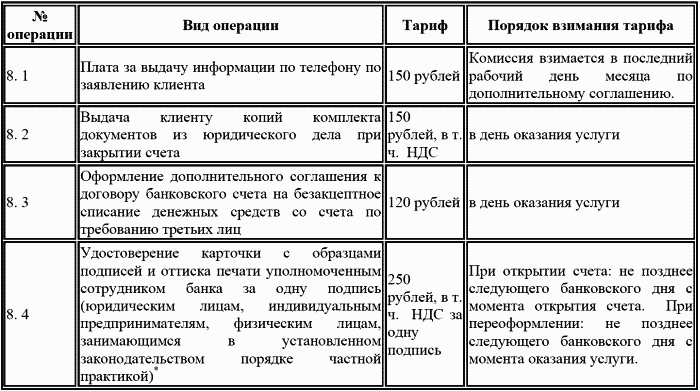 № операции
Вид операции
Тариф
Порядок взимания тарифа
8. 1
Плата за выдачу информации по телефону по
заявлению клиента
150 рублей
Комиссия взимается в последний
рабочий день месяца по
дополнительному соглашению.
8. 2
Выдача клиенту копий комплекта
документов из юридического дела при
закрытии счета
150
рублей, в т.
ч. НДС
в день оказания услуги
8. 3
Оформление дополнительного соглашения к
договору банковского счета на безакцептное
списание денежных средств со счета по
требованию третьих лиц
120 рублей
в день оказания услуги
8. 4
Удостоверение карточки с образцами
подписей и оттиска печати уполномоченным
сотрудником банка за одну подпись
(юридическим лицам, индивидуальным
предпринимателям, физическим лицам,
занимающимся в установленном
законодательством порядке частной
практикой)*
250
рублей, в т.
ч. НДС за
одну
подпись
При открытии счета: не позднее
следующего банковского дня с
момента открытия счета. При
переоформлении: не позднее
следующего банковского дня с
момента оказания услуги.